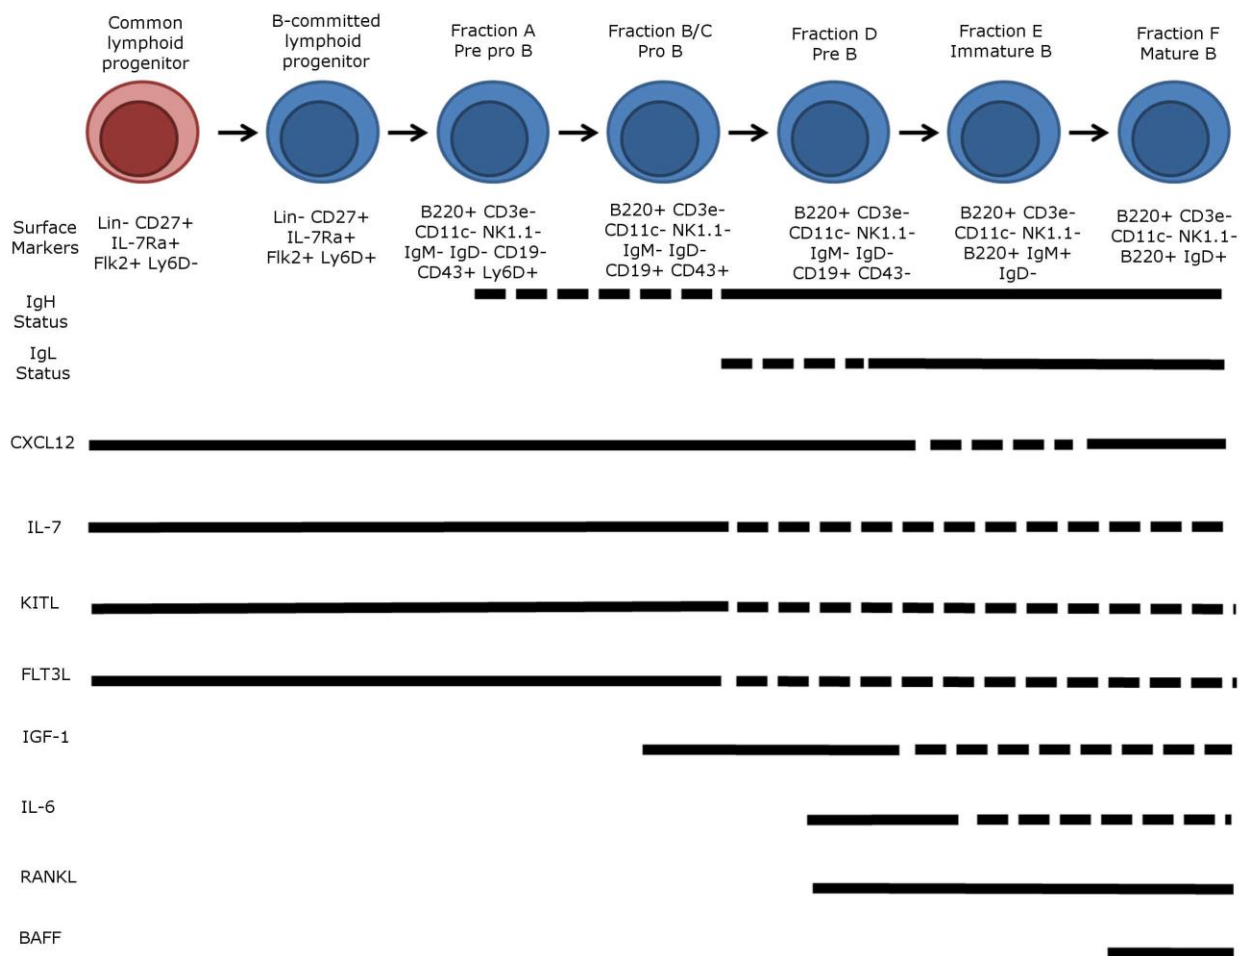 Common
lymphoid
progenitor
B-committed
lymphoid
progenitor
Fraction A
Pre pro B
Fraction B/C
Pro B
Fraction D
Pre B
Fraction E
Immature B
Fraction F
Mature B
Surface
Markers
Lin- CD27+
IL-7Ra+
Flk2+ Ly6D-
Lin- CD27+
IL-7Ra+
Flk2+ Ly6D+
B220+ CD3e-
CD11c- NK1.1-
IgM- IgD- CD19-
CD43+ Ly6D+
B220+ CD3e-
CD11c- NK1.1-
IgM- IgD-
CD19+ CD43+
B220+ CD3e-
CD11c- NK1.1-
IgM- IgD-
CD19+ CD43-
B220+ CD3e-
CD11c- NK1.1-
B220+ IgM+
IgD-
B220+ CD3e-
CD11c- NK1.1-
B220+ IgD+
IgH
Status
IgL
Status
CXCL12
IL-7
KITL
FLT3L
IGF-1
IL-6
RANKL
BAFF